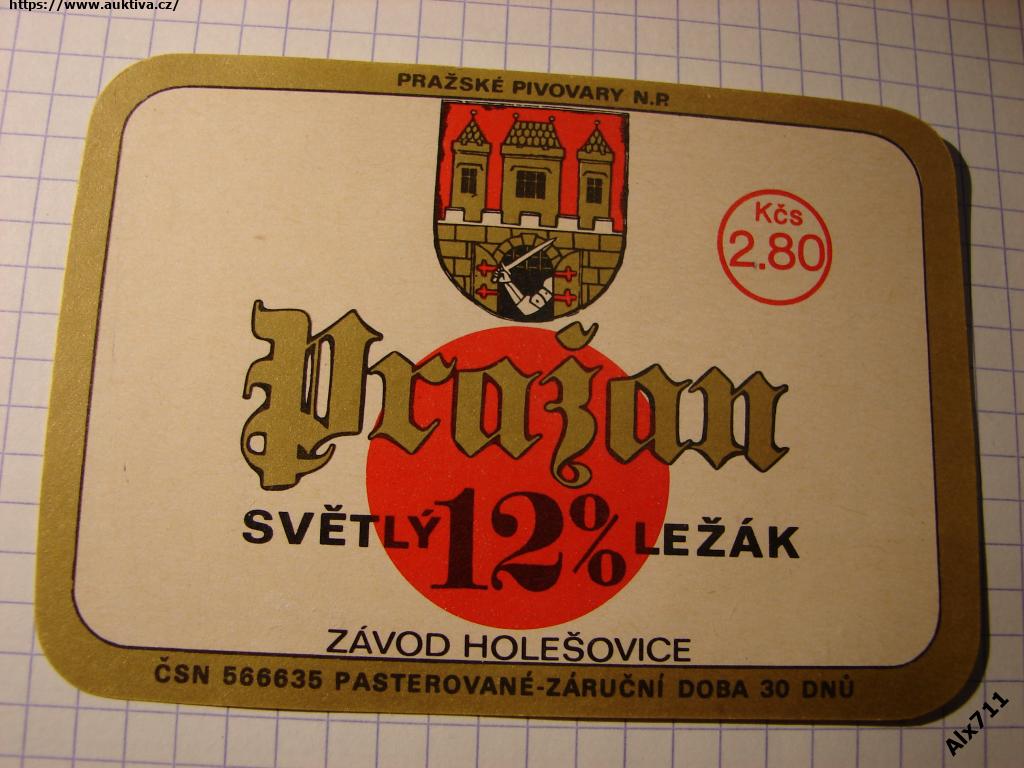 https://www.auktiva.cz/
PRAŽSKÉ PIVOVARY N.P.
Kčs
2.80
Pražan
SVĚTLÝ 12% LEŽÁK
ZÁVOD HOLEŠOVICE
ČSN 566635 PASTEROVANÉ-ZÁRUČNÍ DOBA 30 DNŮ
Alx711